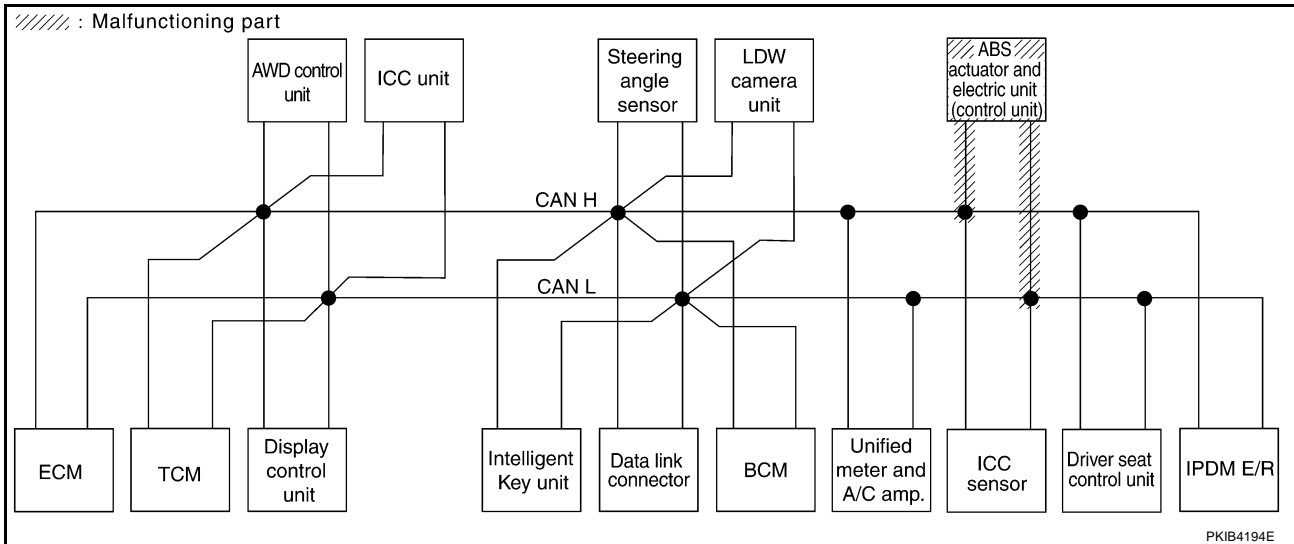 : Malfunctioning part
AWD control
unit
ICC unit
Steering
angle
sensor
LDW
camera
unit
ABS
actuator and
electric unit
(control unit)
CAN H
CAN L
ECM
TCM
Display
control
unit
Intelligent
Key unit
Data link
connector
BCM
Unified
meter and
A/C amp.
ICC
sensor
Driver seat
control unit
IPDM E/R
PKIB4194E